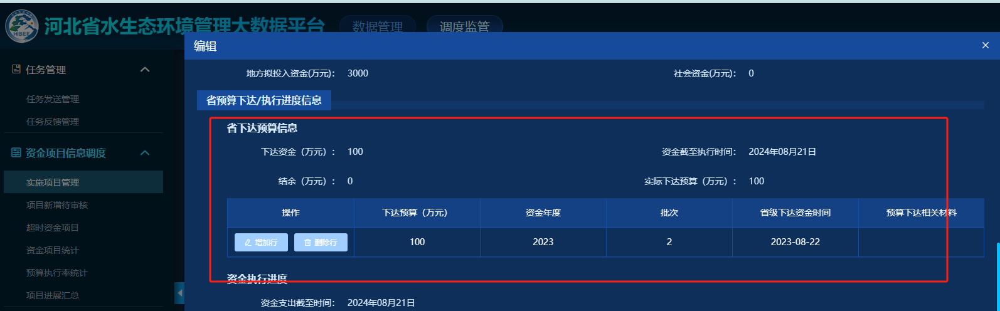 河北省水生态环境管理大数据平台 数据管理 调度监管
HBEE
编辑 ×
任务管理
任务发送管理
任务反馈管理
资金项目信息调度
实施项目管理
项目新增待审核
超时资金项目
资金项目统计
预算执行率统计
项目进展汇总
地方拟投入资金(万元)： 3000 社会资金(万元)： 0
省预算下达/执行进度信息
省下达预算信息
下达资金（万元）： 100 资金截至执行时间： 2024年08月21日
结余（万元）： 0 实际下达预算（万元）： 100
操作 下达预算（万元） 资金年度 批次 省级下达资金时间 预算下达相关材料
增加行 删除行 100 2023 2 2023-08-22
资金执行进度
资金支出截至时间： 2024年08月21日